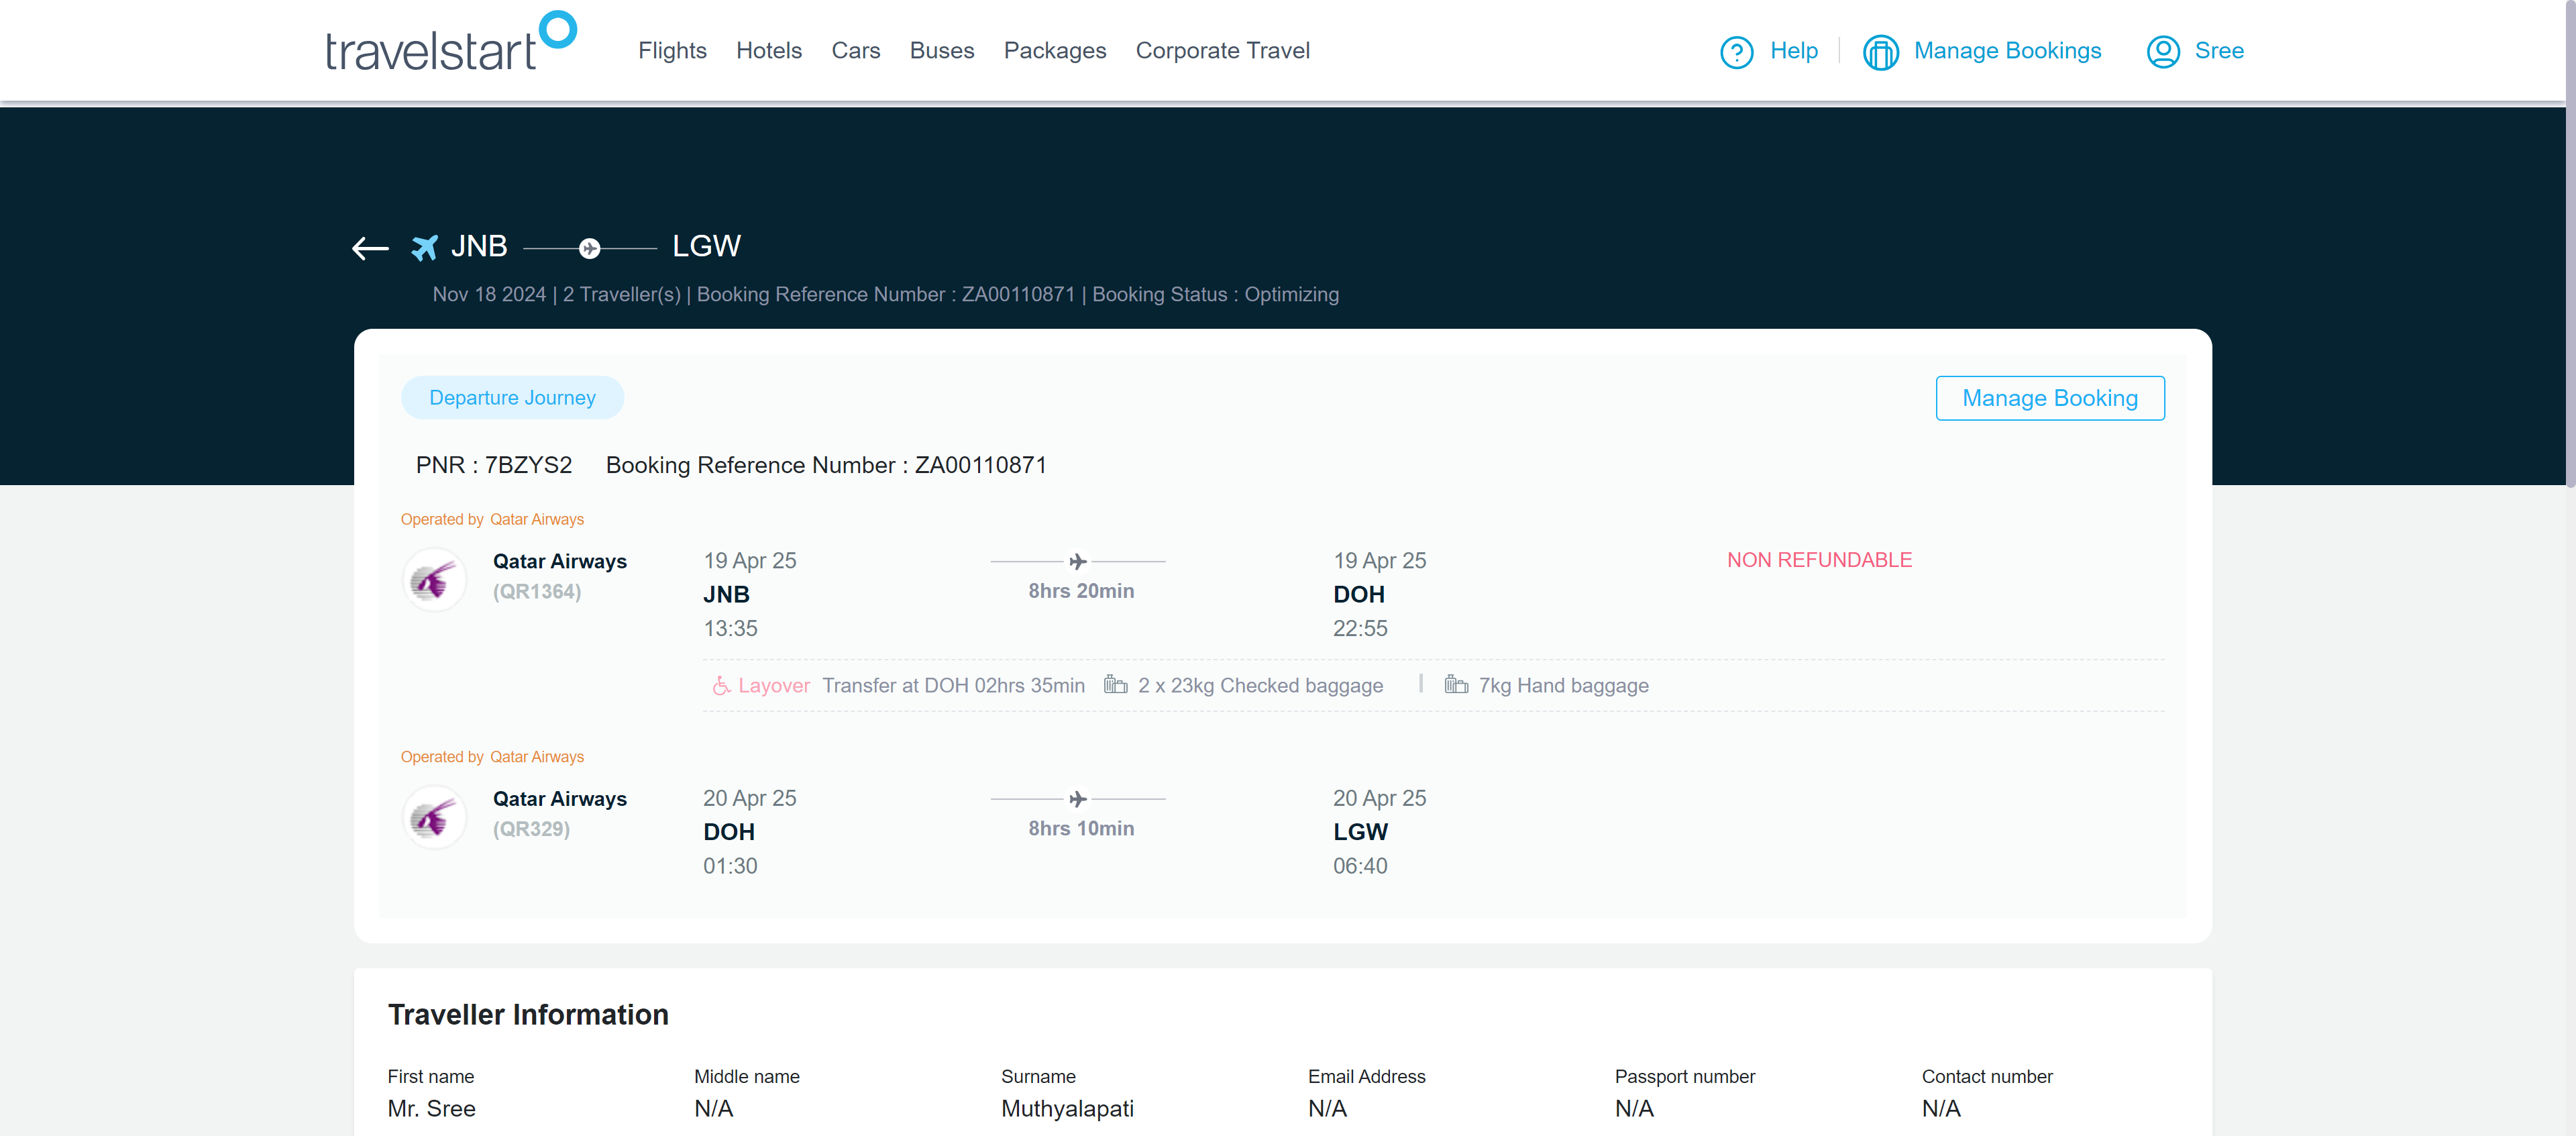 travelstart Flights Hotels Cars Buses Packages Corporate Travel Help Manage Bookings Sree
JNB LGW
Nov 18 2024 | 2 Traveller(s) | Booking Reference Number : ZA00110871 | Booking Status : Optimizing
Departure Journey Manage Booking
PNR : 7BZYS2 Booking Reference Number : ZA00110871
Operated by Qatar Airways
Qatar Airways 19 Apr 25 19 Apr 25 NON REFUNDABLE
(QR1364) JNB 8hrs 20min DOH
13:35 22:55
Layover Transfer at DOH 02hrs 35min 2 x 23kg Checked baggage 7kg Hand baggage
Operated by Qatar Airways
Qatar Airways 20 Apr 25 20 Apr 25
(QR329) DOH 8hrs 10min LGW
01:30 06:40
Traveller Information
First name Middle name Surname Email Address Passport number Contact number
Mr. Sree N/A Muthyalapati N/A N/A N/A